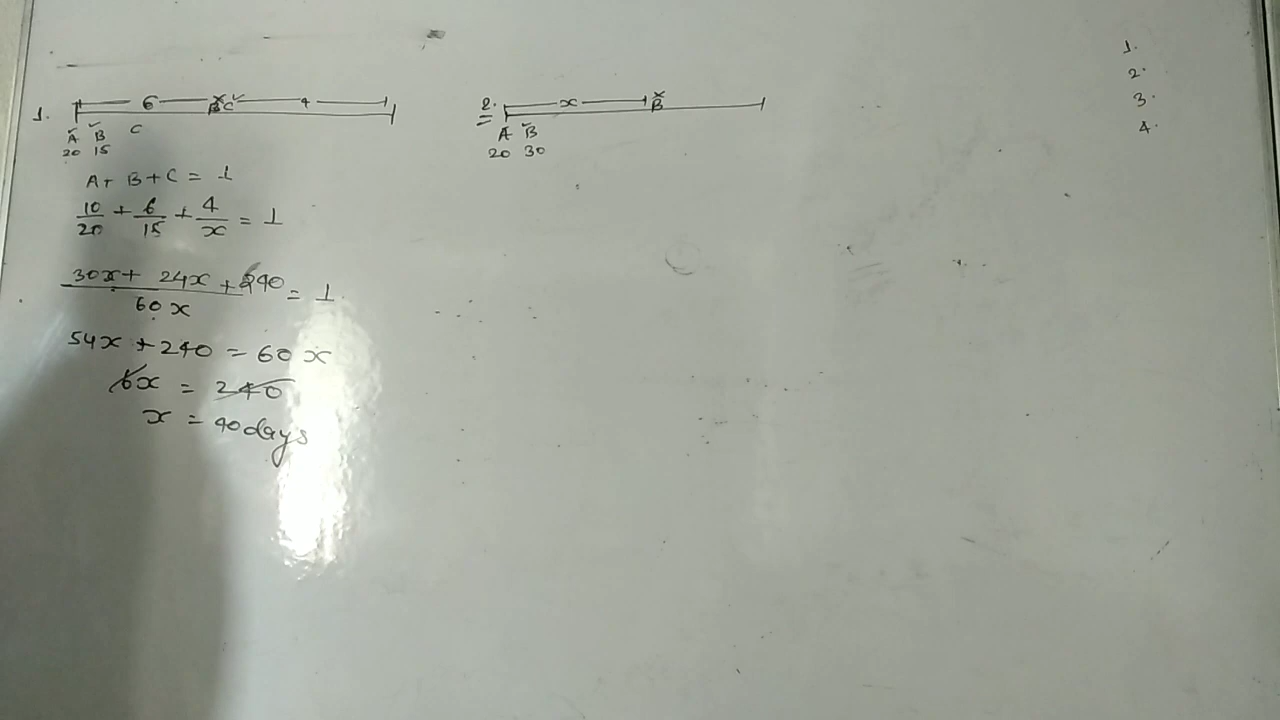 1. 6 × B C ✓ 4
A ✓ B C
20 15
A + B + C = 1
10/20 + 6/15 + 4/x = 1
30x + 24x + 240 / 60x = 1
54x + 240 = 60x
6x = 240
x = 40 days
2. x × B
A ✓ B
20 30
1.
2.
3.
4.